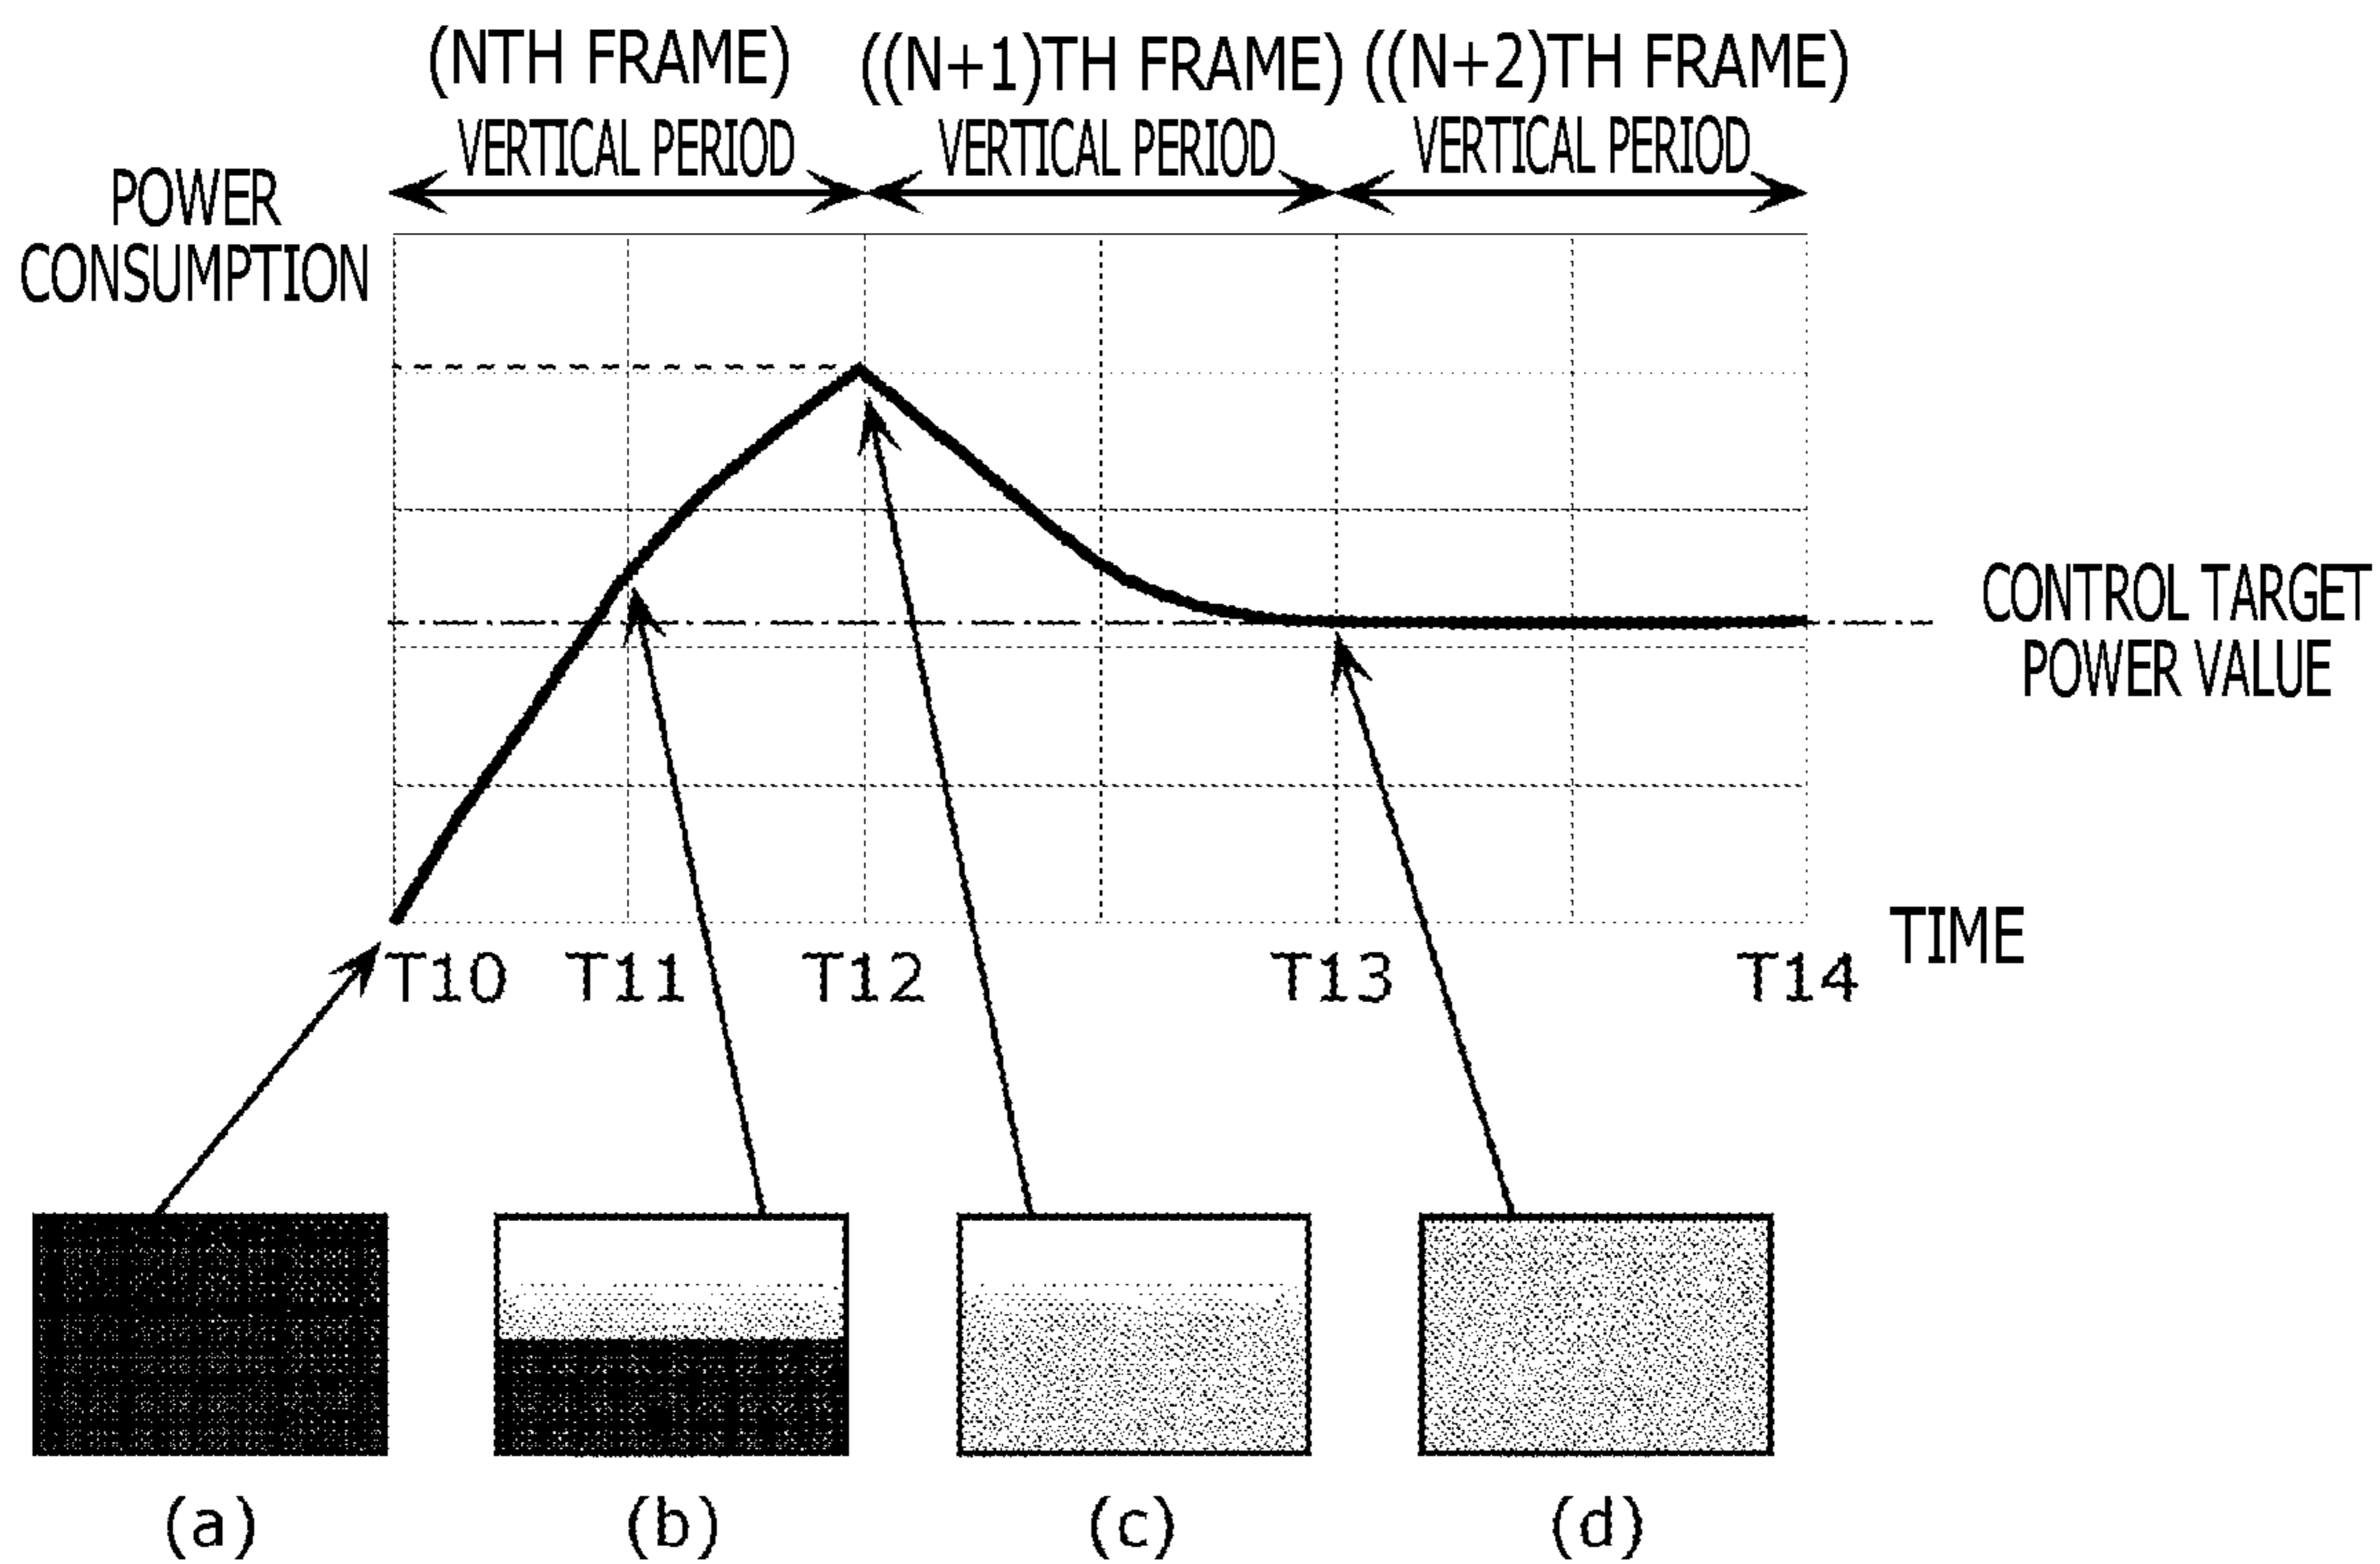 (NTH FRAME)
VERTICAL PERIOD
((N+1)TH FRAME)
VERTICAL PERIOD
((N+2)TH FRAME)
VERTICAL PERIOD
POWER
CONSUMPTION
CONTROL TARGET
POWER VALUE
TIME
T10
T11
T12
T13
T14
(a)
(b)
(c)
(d)